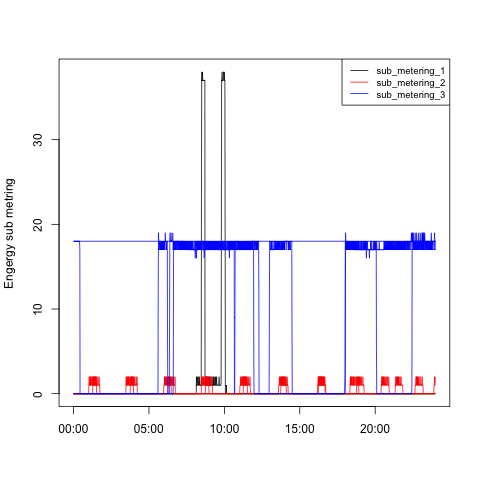 sub_metering_1
sub_metering_2
sub_metering_3
Engergy sub metring
30
20
10
0
00:00 05:00 10:00 15:00 20:00